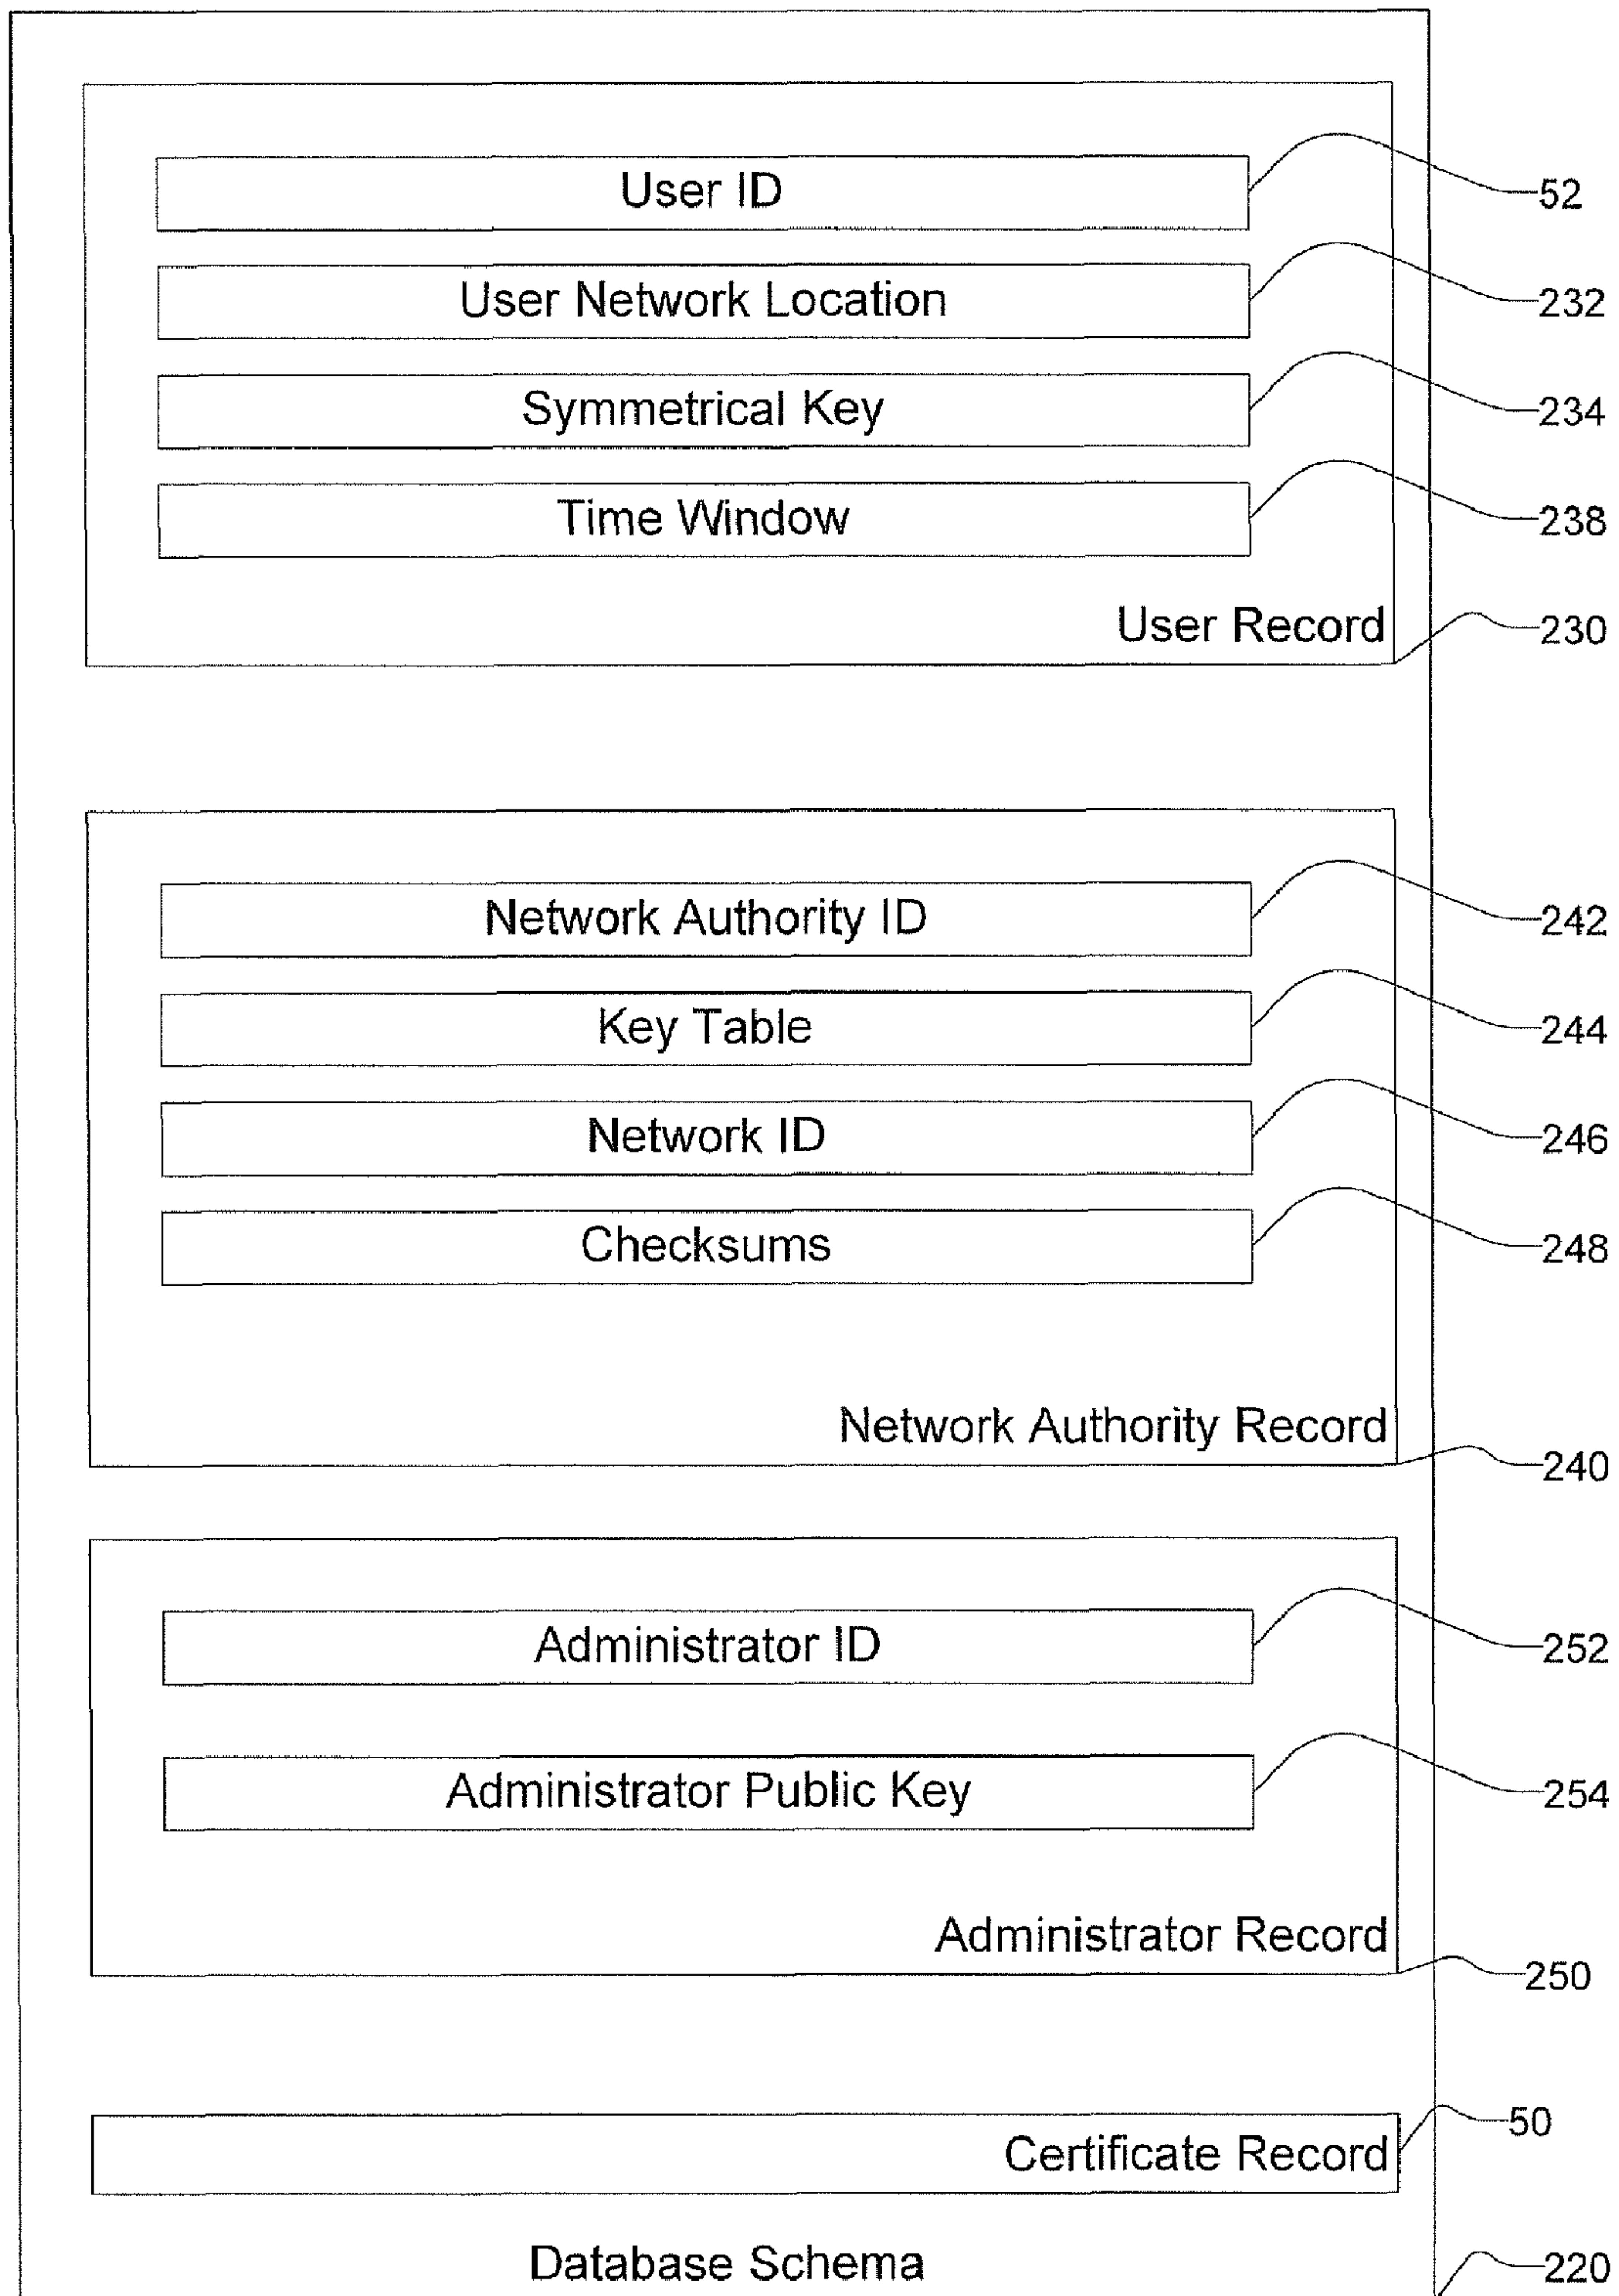 User ID 52
User Network Location 232
Symmetrical Key 234
Time Window 238
User Record 230
Network Authority ID 242
Key Table 244
Network ID 246
Checksums 248
Network Authority Record
240
Administrator ID 252
Administrator Public Key 254
Administrator Record
250
50
Certificate Record
Database Schema 220